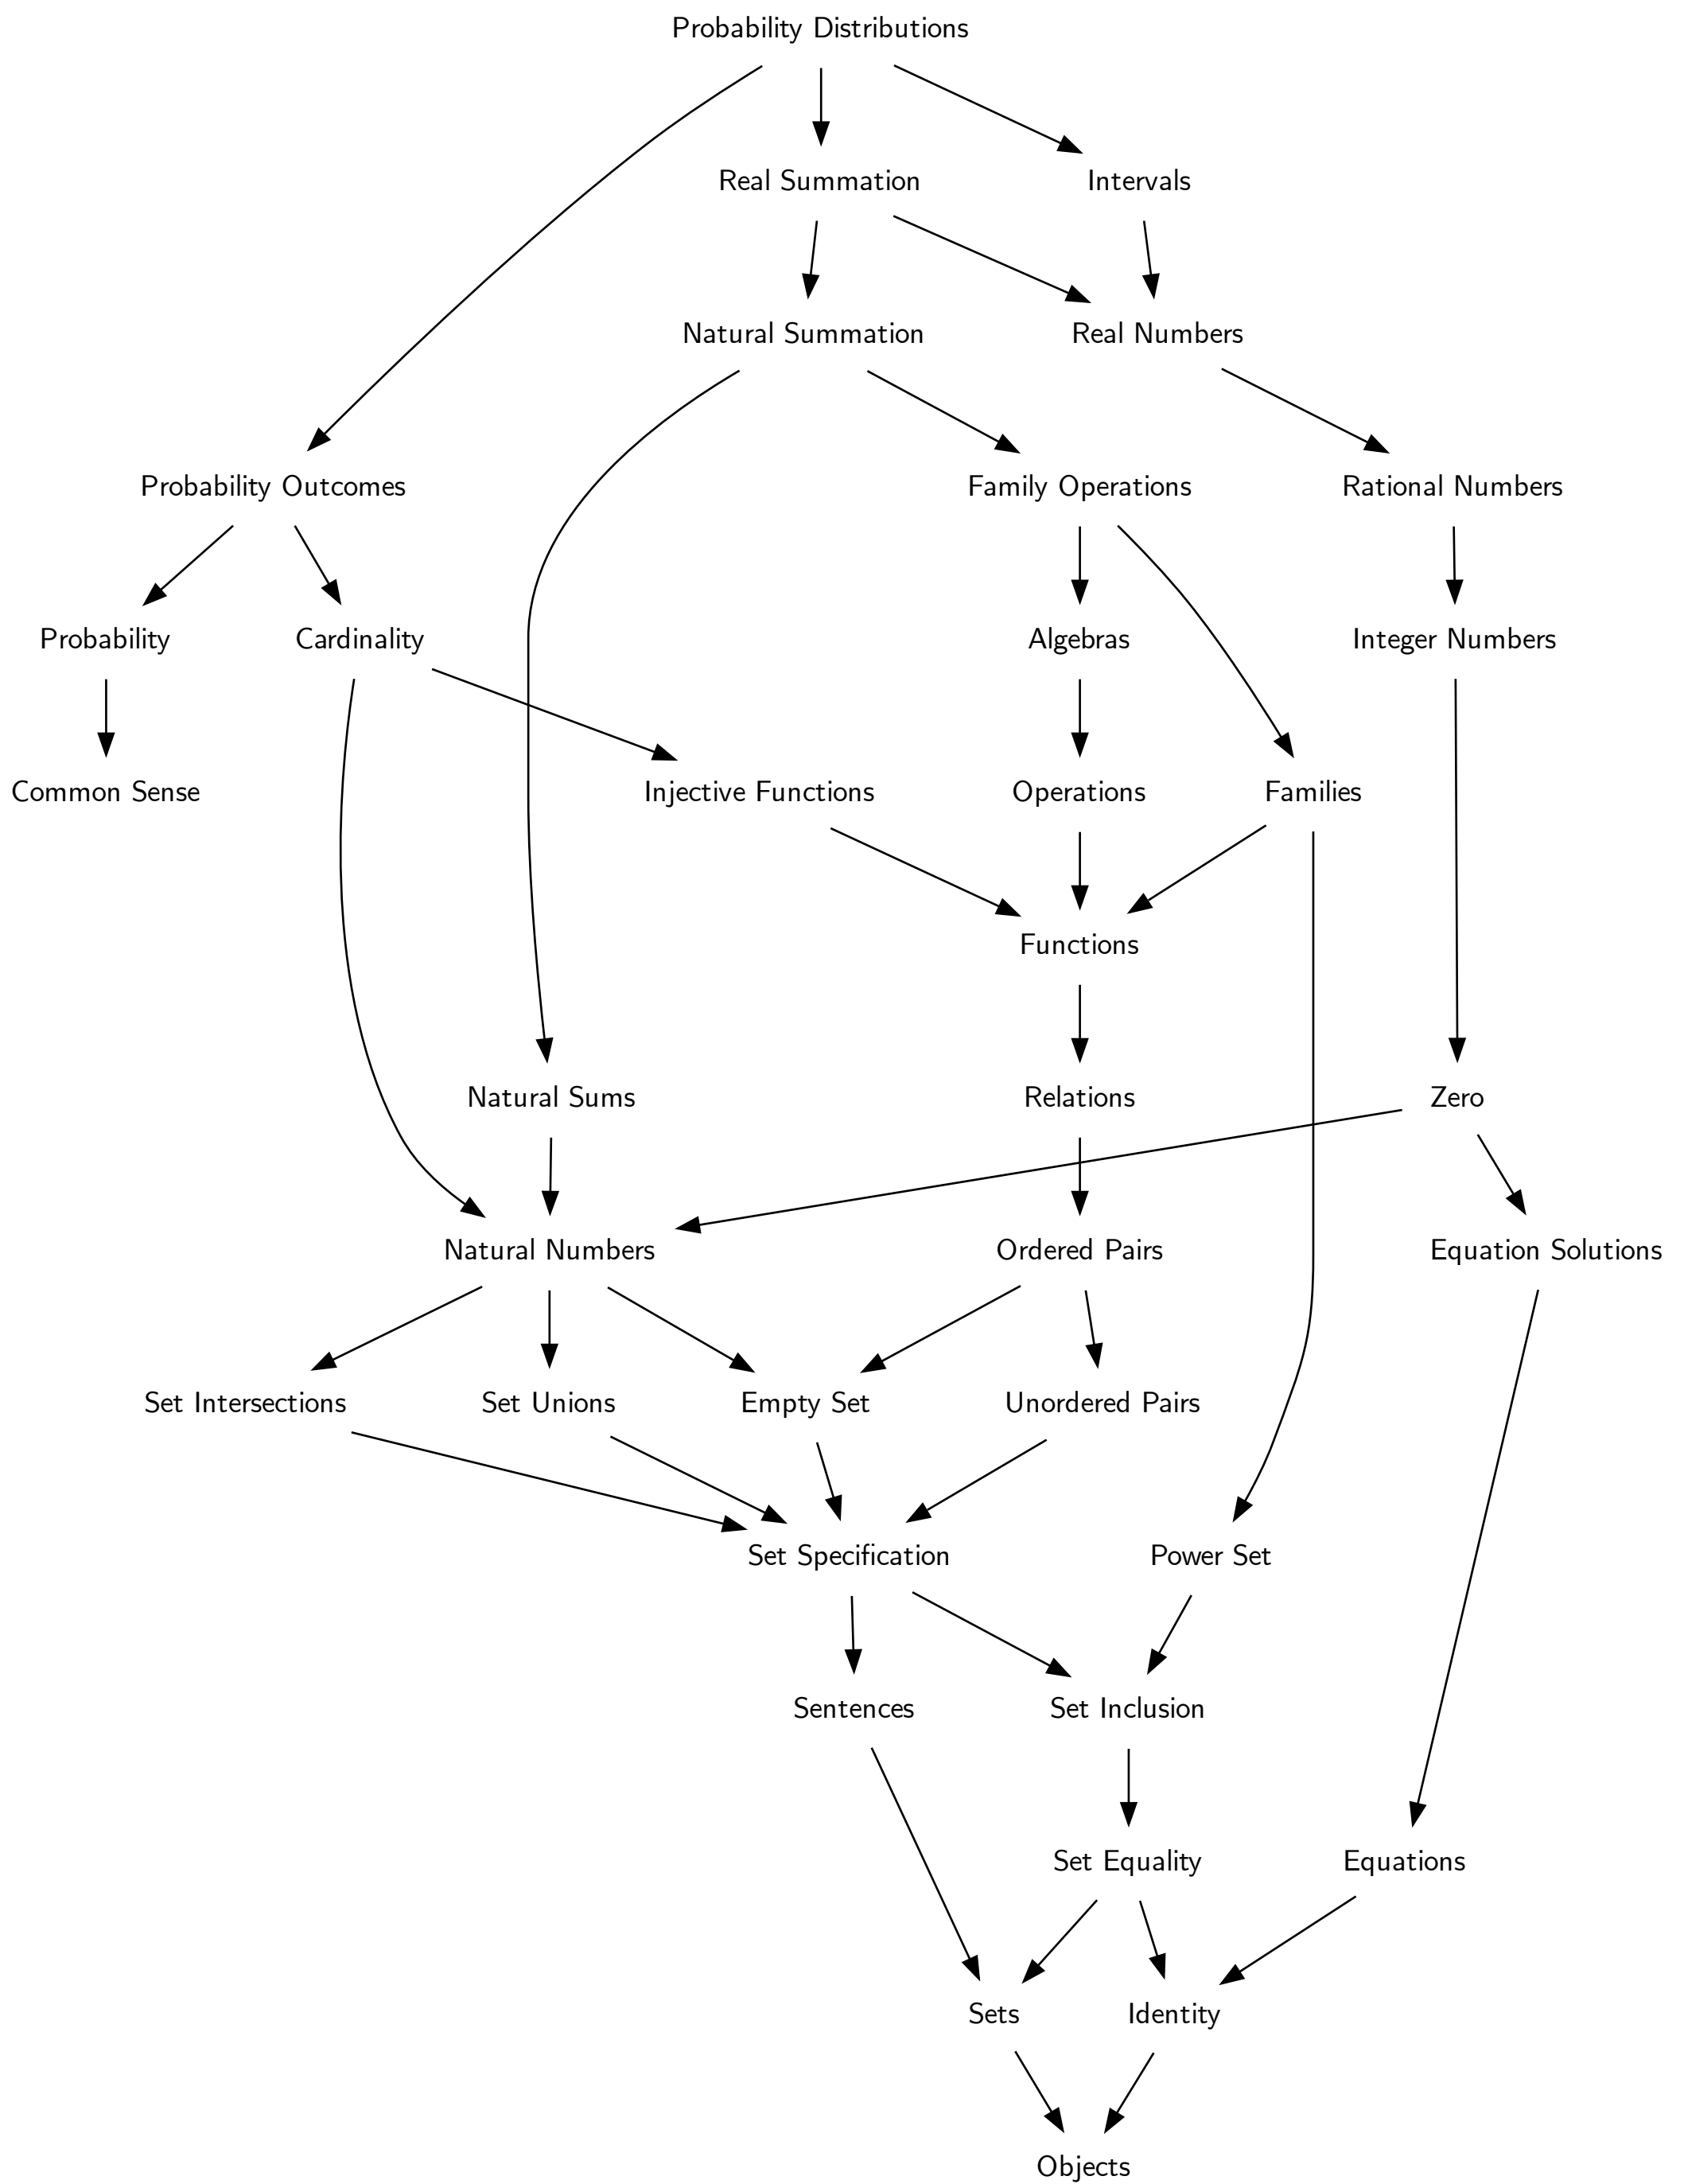 Probability Distributions
Real Summation
Intervals
Natural Summation
Real Numbers
Probability Outcomes
Family Operations
Rational Numbers
Probability
Cardinality
Algebras
Integer Numbers
Common Sense
Injective Functions
Operations
Families
Functions
Natural Sums
Relations
Zero
Natural Numbers
Ordered Pairs
Equation Solutions
Set Intersections
Set Unions
Empty Set
Unordered Pairs
Set Specification
Power Set
Sentences
Set Inclusion
Set Equality
Equations
Sets
Identity
Objects